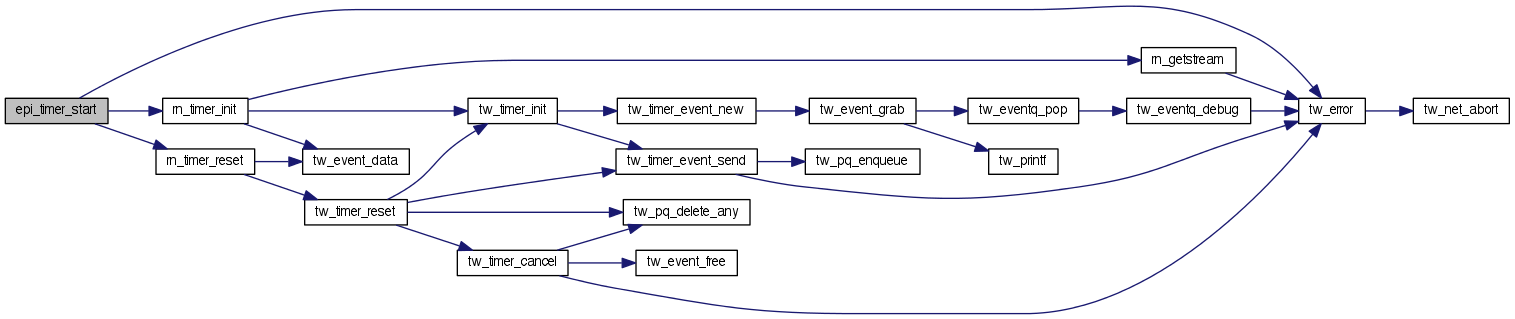 epi_timer_start
rn_timer_init
rn_timer_reset
tw_event_data
tw_timer_reset
tw_timer_init
tw_timer_cancel
tw_timer_event_new
tw_timer_event_send
tw_pq_delete_any
tw_event_free
tw_event_grab
tw_pq_enqueue
tw_eventq_pop
tw_printf
rn_getstream
tw_eventq_debug
tw_error
tw_net_abort